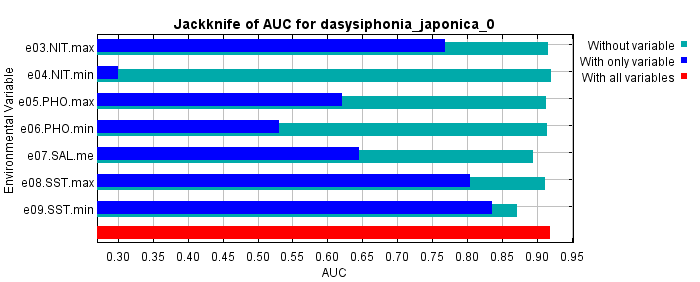 Jackknife of AUC for dasysiphonia_japonica_0
Environmental Variable
e03.NIT.max
e04.NIT.min
e05.PHO.max
e06.PHO.min
e07.SAL.me
e08.SST.max
e09.SST.min
0.30 0.35 0.40 0.45 0.50 0.55 0.60 0.65 0.70 0.75 0.80 0.85 0.90 0.95
AUC
Without variable
With only variable
With all variables